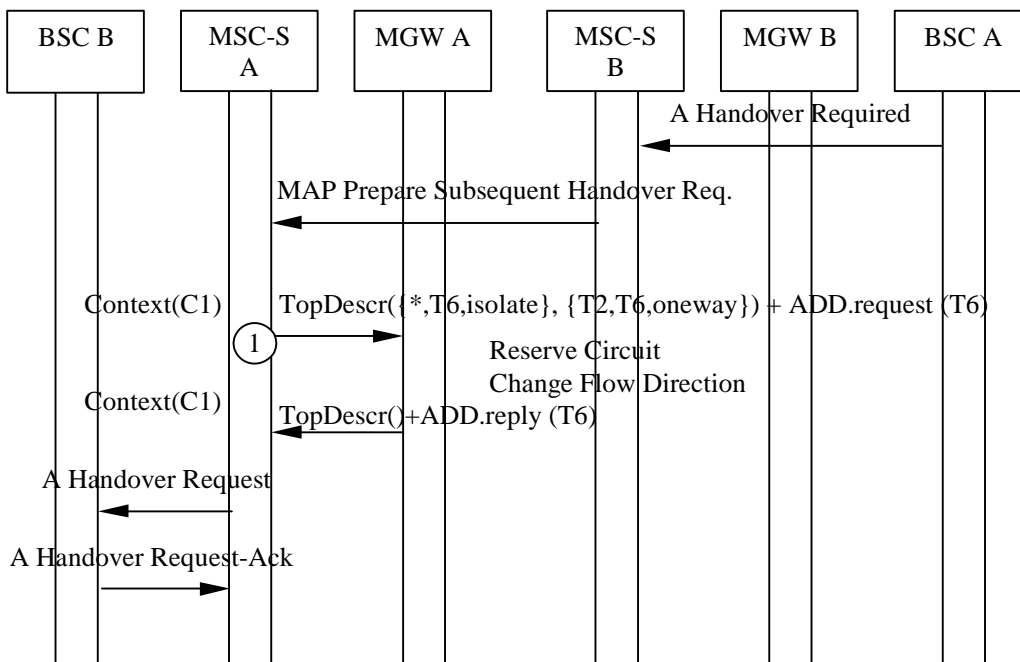 BSC B
MSC-S
A
MGW A
MSC-S
B
MGW B
BSC A
A Handover Required
MAP Prepare Subsequent Handover Req.
Context(C1)
TopDescr({*,T6,isolate}, {T2,T6,oneway}) + ADD.request (T6)
1
Reserve Circuit
Change Flow Direction
Context(C1)
TopDescr()+ADD.reply (T6)
A Handover Request
A Handover Request-Ack